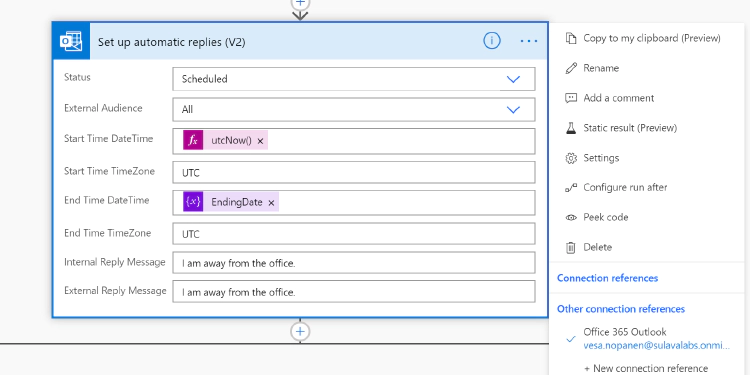 Set up automatic replies (V2)
Status
Scheduled
External Audience
All
Start Time DateTime
fx utcNow() ×
Start Time TimeZone
UTC
End Time DateTime
{x} EndingDate ×
End Time TimeZone
UTC
Internal Reply Message
I am away from the office.
External Reply Message
I am away from the office.
Copy to my clipboard (Preview)
Rename
Add a comment
Static result (Preview)
Settings
Configure run after
Peek code
Delete
Connection references
Other connection references
Office 365 Outlook
vesa.nopanen@sulavalabs.onmi...
+ New connection reference